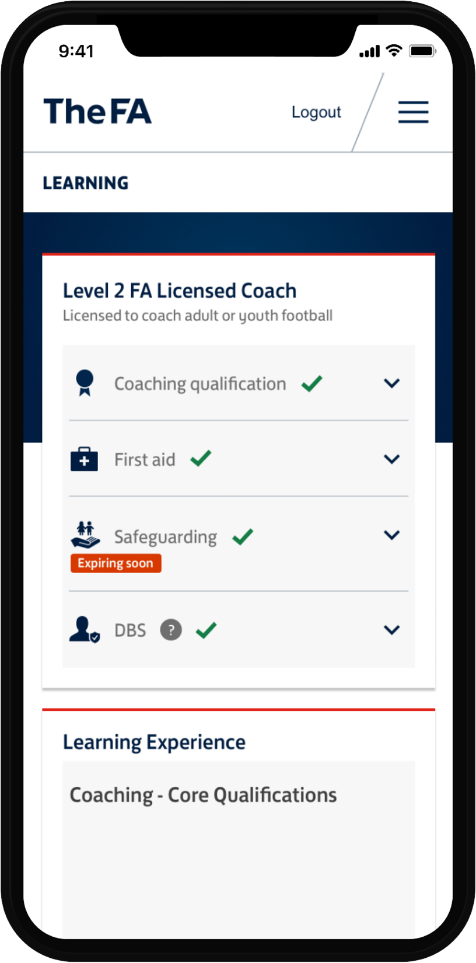 9:41
TheFA
Logout
LEARNING
Level 2 FA Licensed Coach
Licensed to coach adult or youth football
Coaching qualification
First aid
Safeguarding
Expiring soon
DBS ?
Learning Experience
Coaching - Core Qualifications